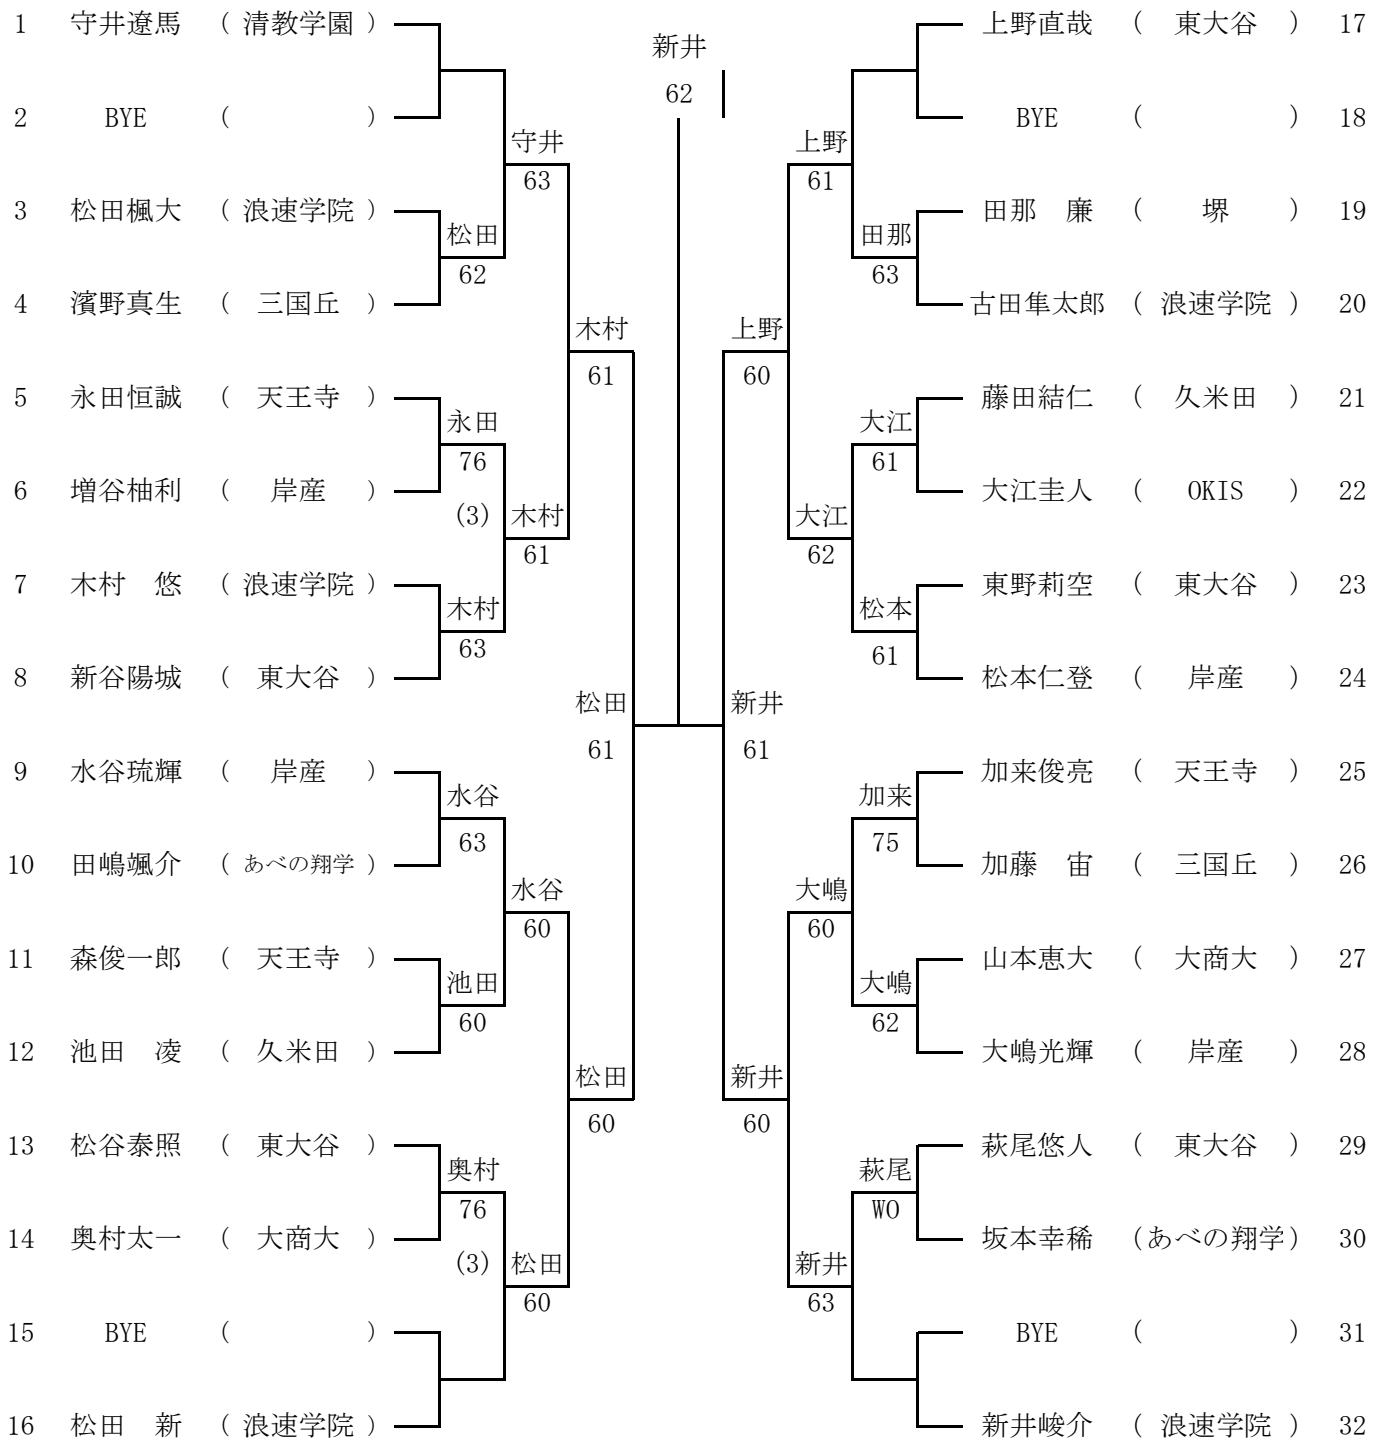 1 守井遼馬 ( 清教学園 )
2 BYE ( )
3 松田楓大 ( 浪速学院 )
4 濱野真生 ( 三国丘 )
5 永田恒誠 ( 天王寺 )
6 増谷柚利 ( 岸産 )
7 木村 悠 ( 浪速学院 )
8 新谷陽城 ( 東大谷 )
9 水谷琉輝 ( 岸産 )
10 田嶋颯介 ( あべの翔学 )
11 森俊一郎 ( 天王寺 )
12 池田 凌 ( 久米田 )
13 松谷泰照 ( 東大谷 )
14 奥村太一 ( 大商大 )
15 BYE ( )
16 松田 新 ( 浪速学院 )
松田
62
永田
76
(3)
木村
63
水谷
63
池田
60
奥村
76
(3)
守井
63
木村
61
水谷
60
松田
60
木村
61
松田
60
松田
61
新井
62
新井
61
上野
60
新井
60
上野
61
大江
62
大嶋
60
新井
63
田那
63
大江
61
松本
61
加来
75
大嶋
62
萩尾
WO
上野直哉 ( 東大谷 ) 17
BYE ( ) 18
田那 廉 ( 堺 ) 19
古田隼太郎 ( 浪速学院 ) 20
藤田結仁 ( 久米田 ) 21
大江圭人 ( OKIS ) 22
東野莉空 ( 東大谷 ) 23
松本仁登 ( 岸産 ) 24
加来俊亮 ( 天王寺 ) 25
加藤 宙 ( 三国丘 ) 26
山本恵大 ( 大商大 ) 27
大嶋光輝 ( 岸産 ) 28
萩尾悠人 ( 東大谷 ) 29
坂本幸稀 (あべの翔学) 30
BYE ( ) 31
新井峻介 ( 浪速学院 ) 32